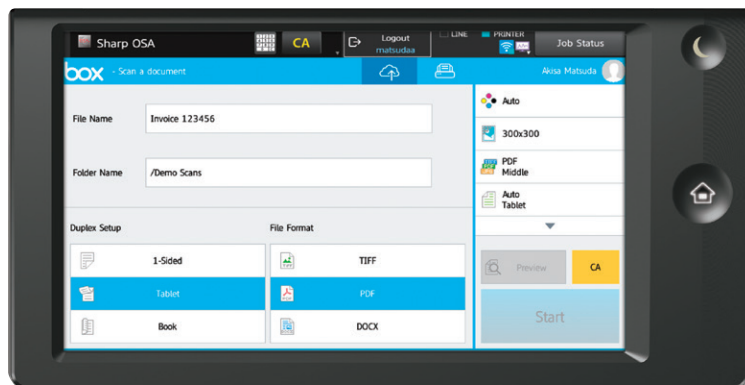 Sharp OSA
CA
Logout
matsudaa
LINE
PRINTER
Job Status
box - Scan a document
Akisa Matsuda
File Name
Invoice 123456
Folder Name
/Demo Scans
Duplex Setup
File Format
1-Sided
Tablet
Book
TIFF
PDF
DOCX
Auto
300x300
PDF
Middle
Auto
Tablet
Preview
CA
Start